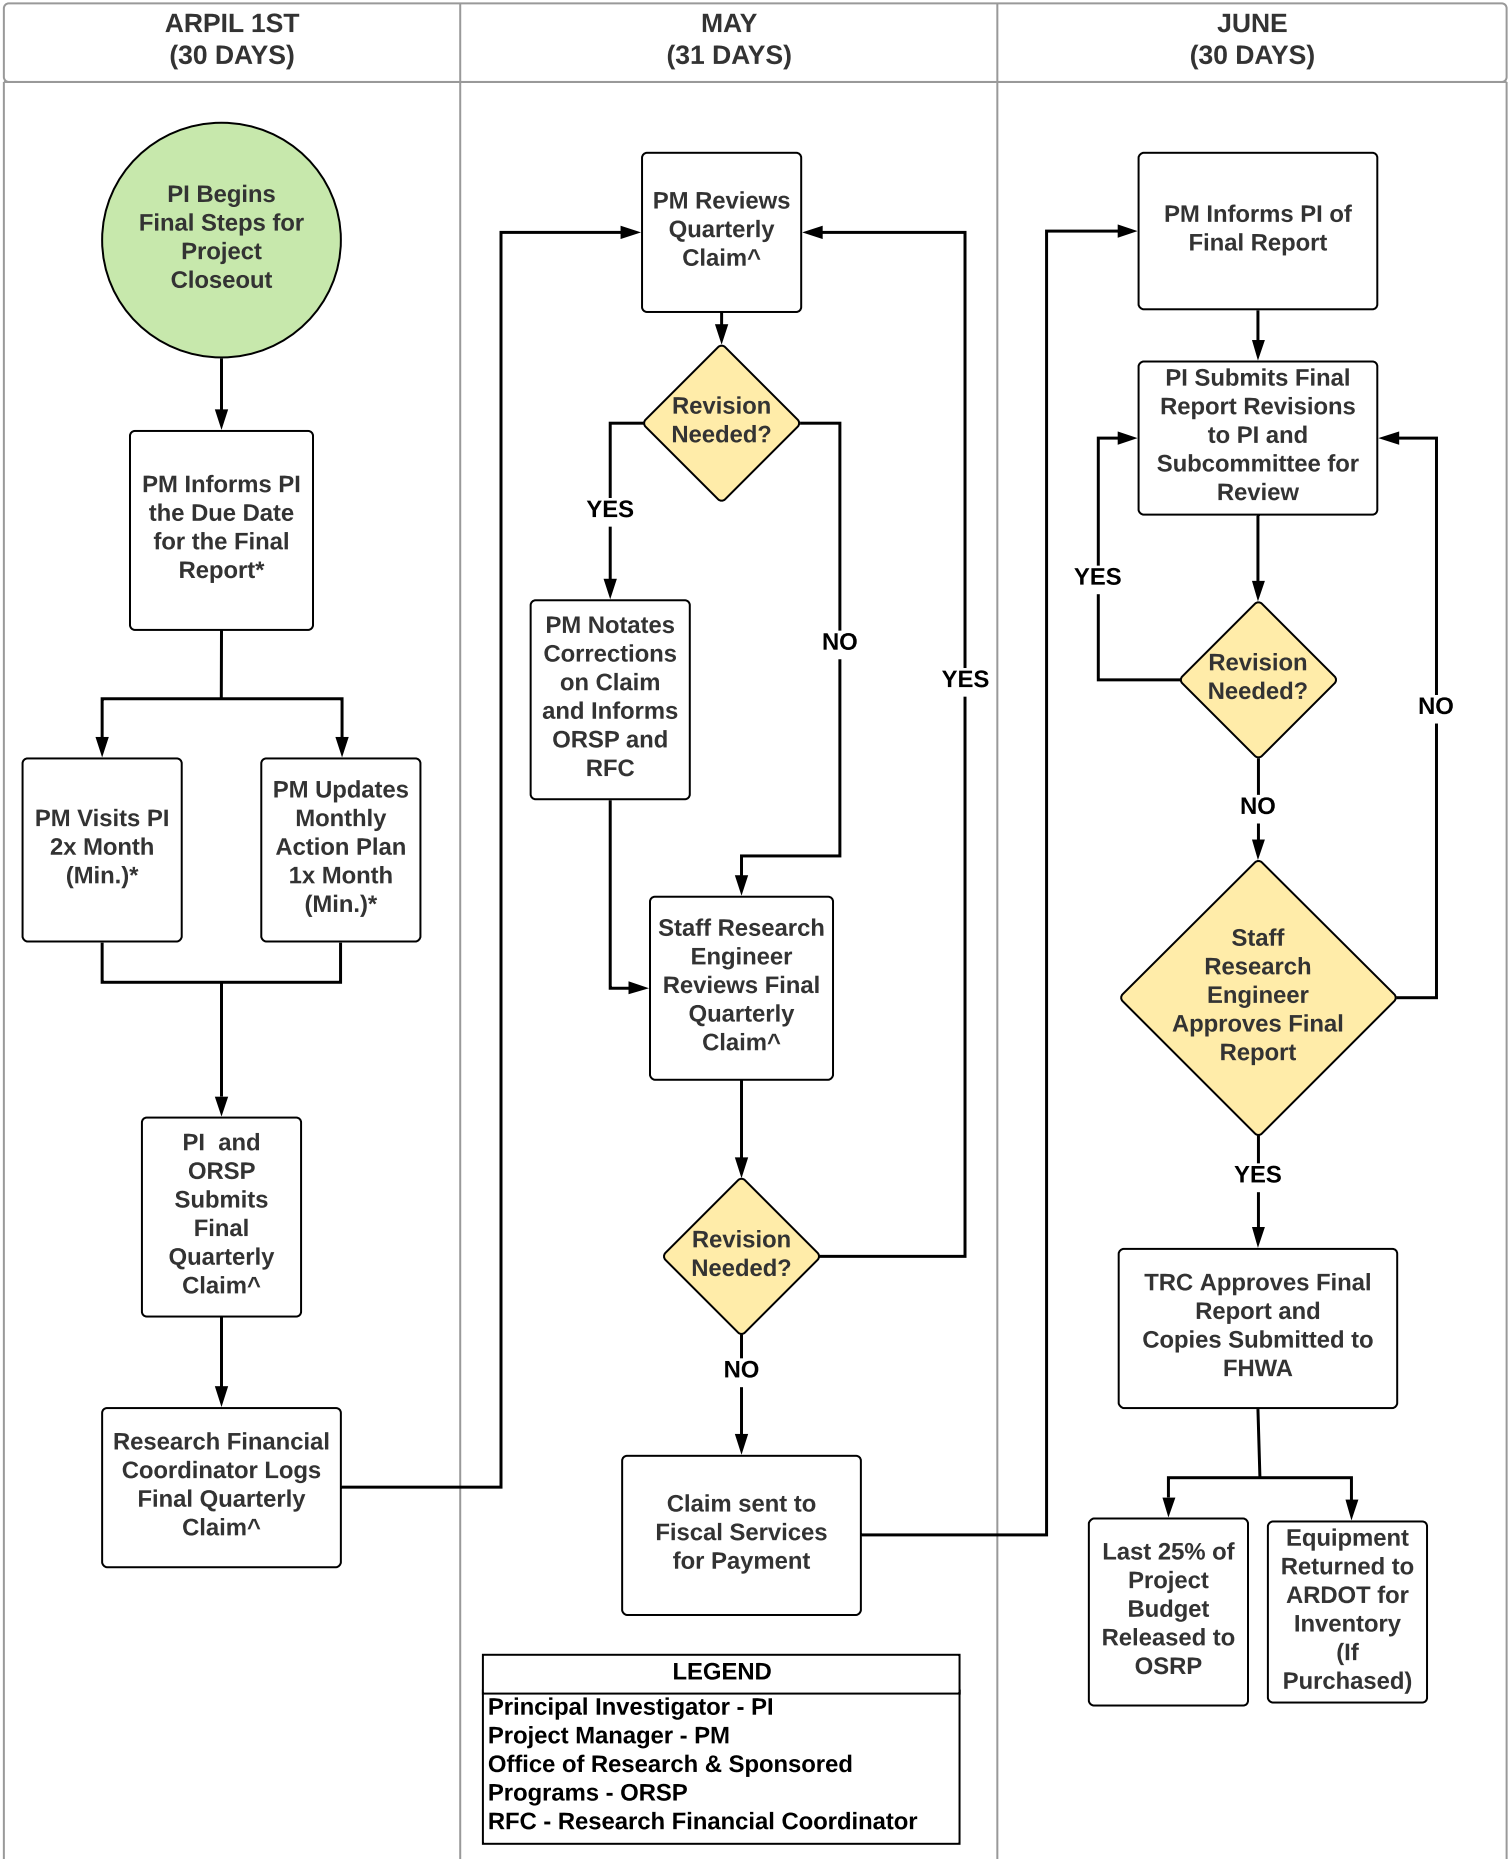 ARPIL 1ST
(30 DAYS)
MAY
(31 DAYS)
JUNE
(30 DAYS)
PI Begins
Final Steps for
Project
Closeout
PM Informs PI
the Due Date
for the Final
Report*
PM Visits PI
2x Month
(Min.)*
PM Updates
Monthly
Action Plan
1x Month
(Min.)*
PI and
ORSP
Submits
Final
Quarterly
Claim^
Research Financial
Coordinator Logs
Final Quarterly
Claim^
PM Reviews
Quarterly
Claim^
Revision
Needed?
YES
NO
PM Notates
Corrections
on Claim
and Informs
ORSP and
RFC
YES
Staff Research
Engineer
Reviews Final
Quarterly
Claim^
Revision
Needed?
NO
Claim sent to
Fiscal Services
for Payment
LEGEND
Principal Investigator - PI
Project Manager - PM
Office of Research & Sponsored
Programs - ORSP
RFC - Research Financial Coordinator
PM Informs PI of
Final Report
PI Submits Final
Report Revisions
to PI and
Subcommittee for
Review
YES
Revision
Needed?
NO
NO
Staff
Research
Engineer
Approves Final
Report
YES
TRC Approves Final
Report and
Copies Submitted to
FHWA
Last 25% of
Project
Budget
Released to
OSRP
Equipment
Returned to
ARDOT for
Inventory
(If
Purchased)